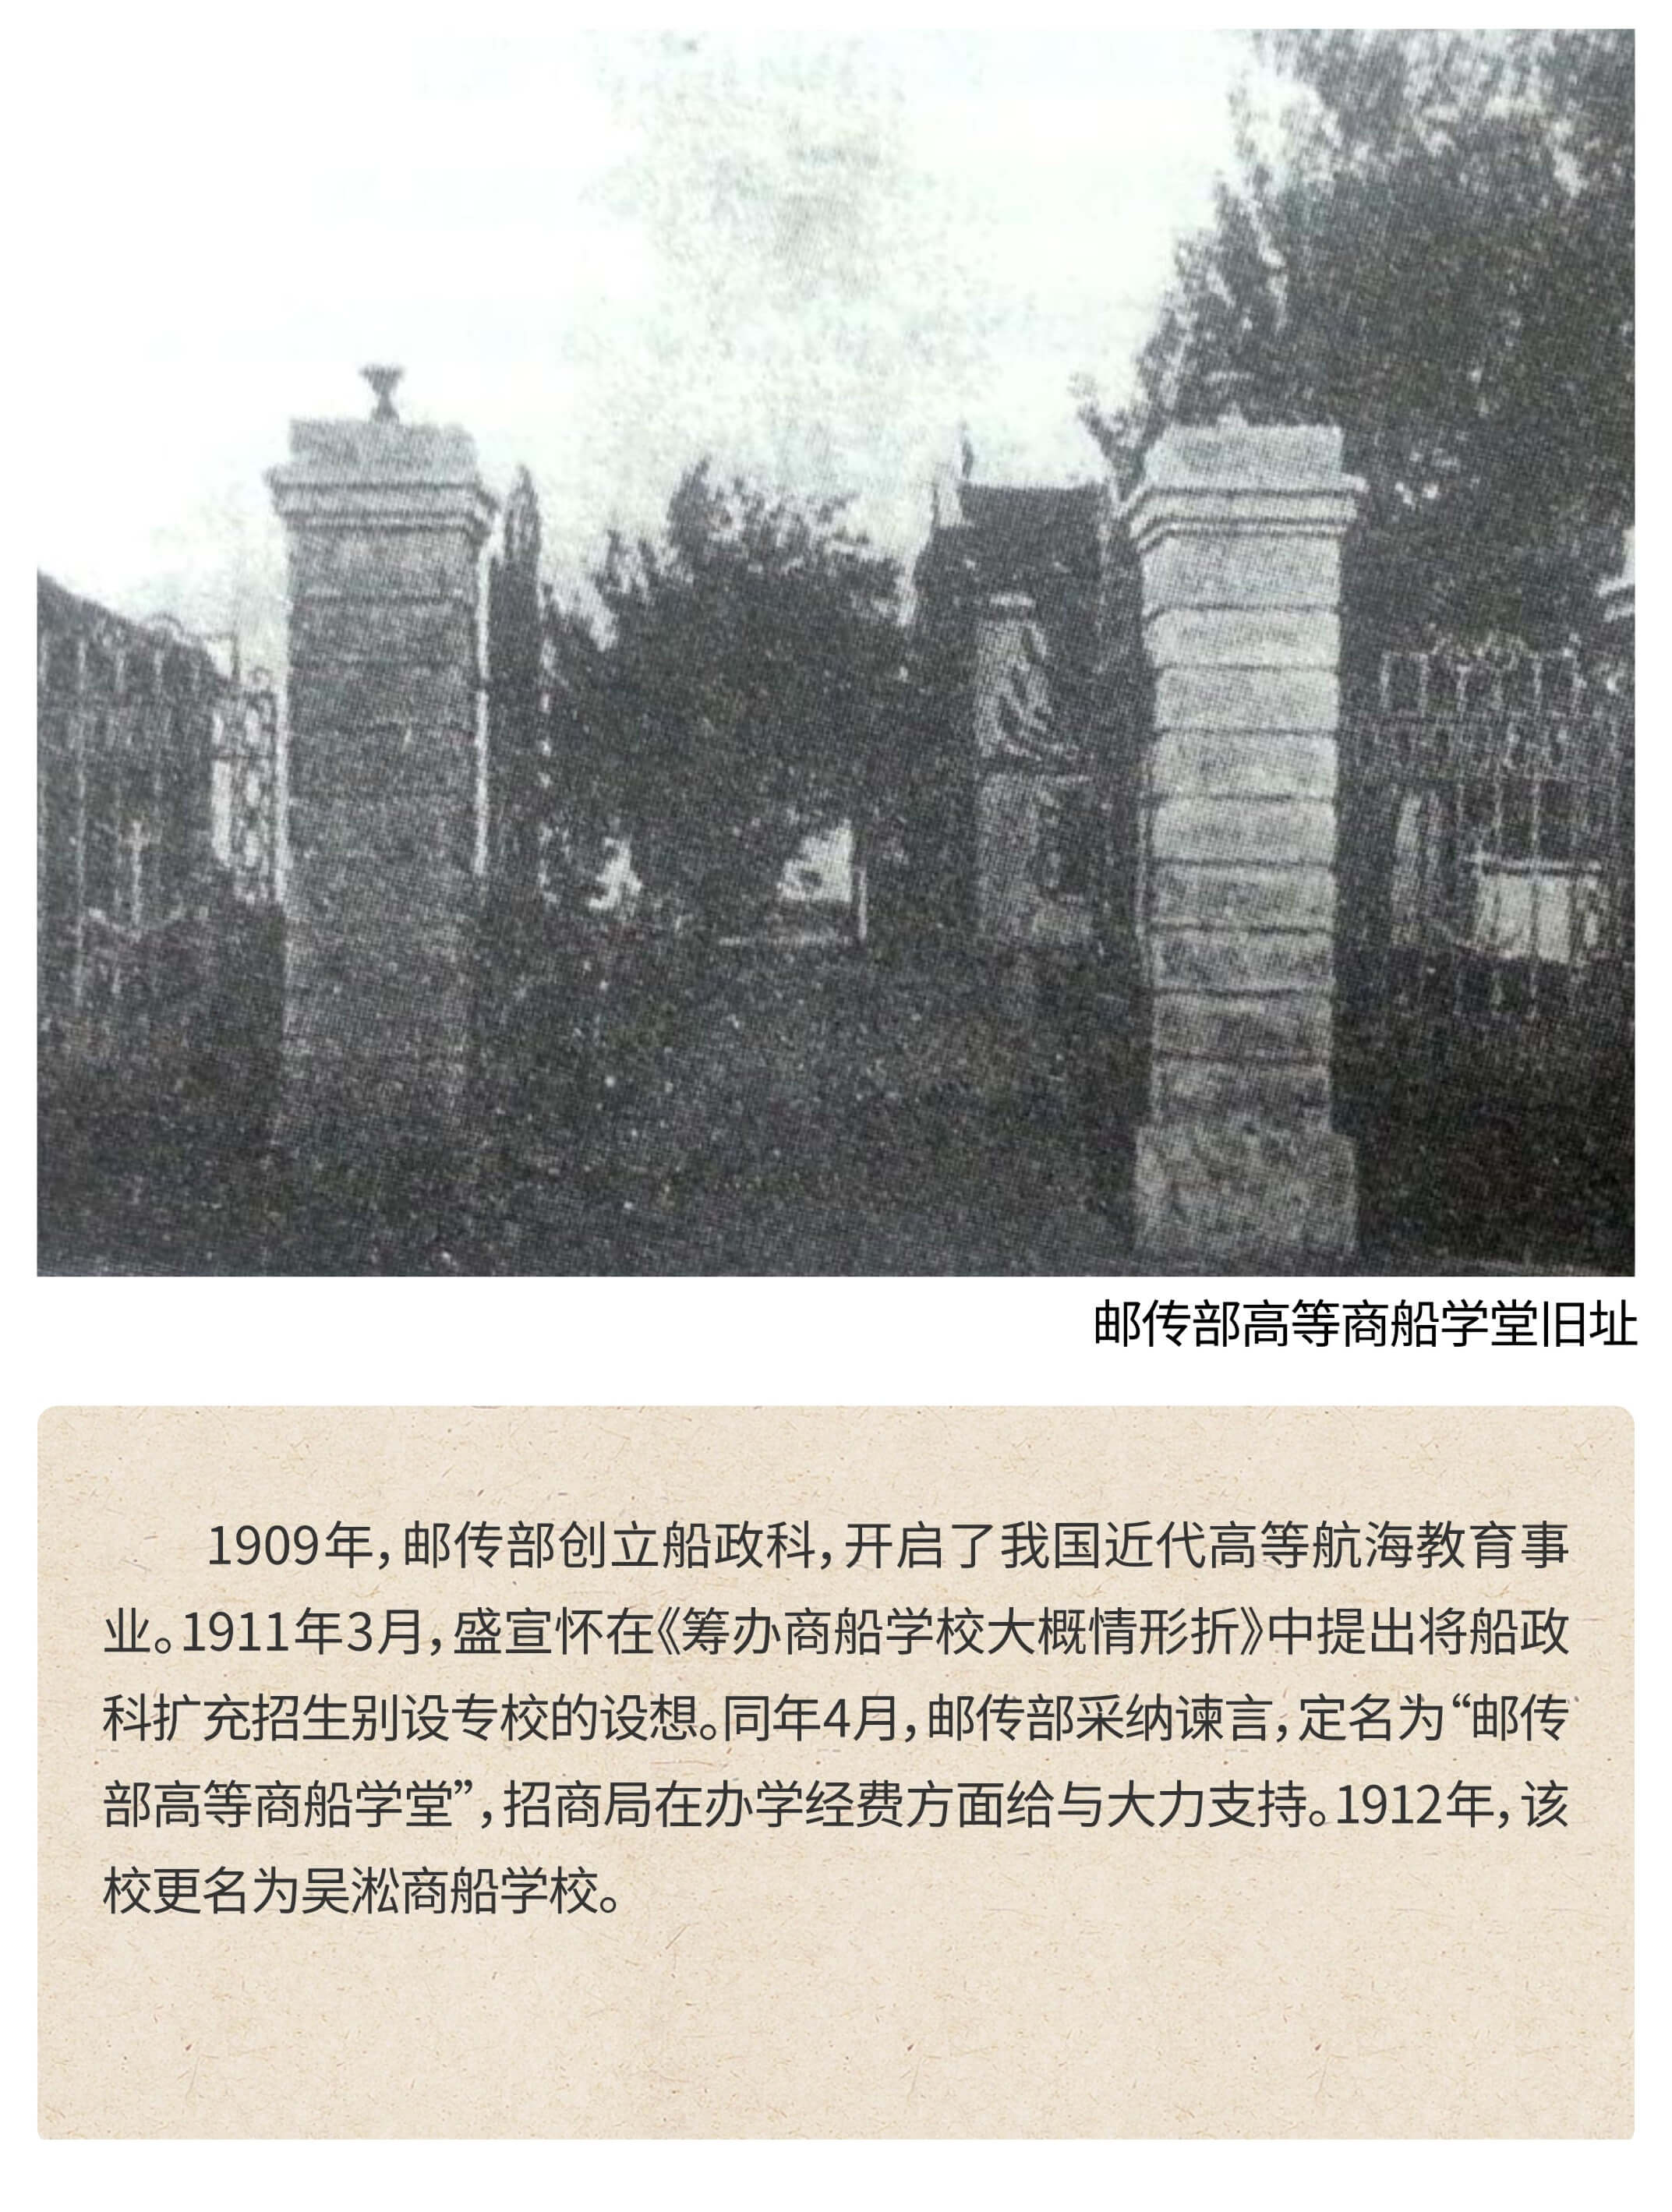 邮传部高等商船学堂旧址
1909年，邮传部创立船政科，开启了我国近代高等航海教育事
业。1911年3月，盛宣怀在《筹办商船学校大概情形折》中提出将船政
科扩充招生别设专校的设想。同年4月，邮传部采纳谏言，定名为“邮传
部高等商船学堂”，招商局在办学经费方面给与大力支持。1912年，该
校更名为吴淞商船学校。